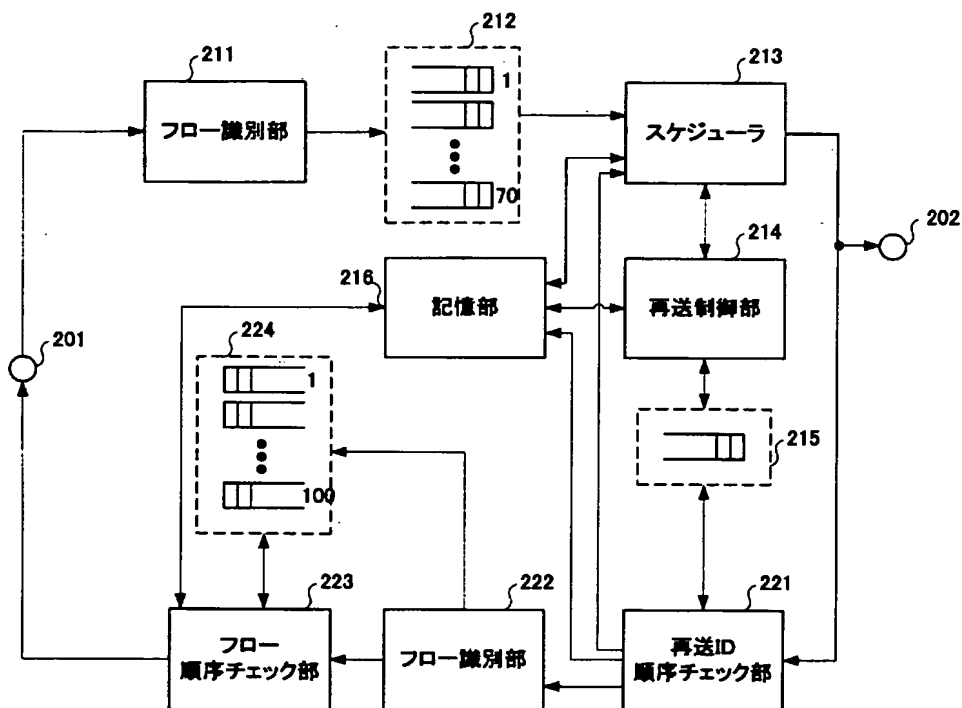 212
211
213
1
フロー識別部
スケジューラ
70
202
214
216
記憶部
再送制御部
224
201
1
215
100
223
222
221
フロー
順序チェック部
フロー識別部
再送ID
順序チェック部